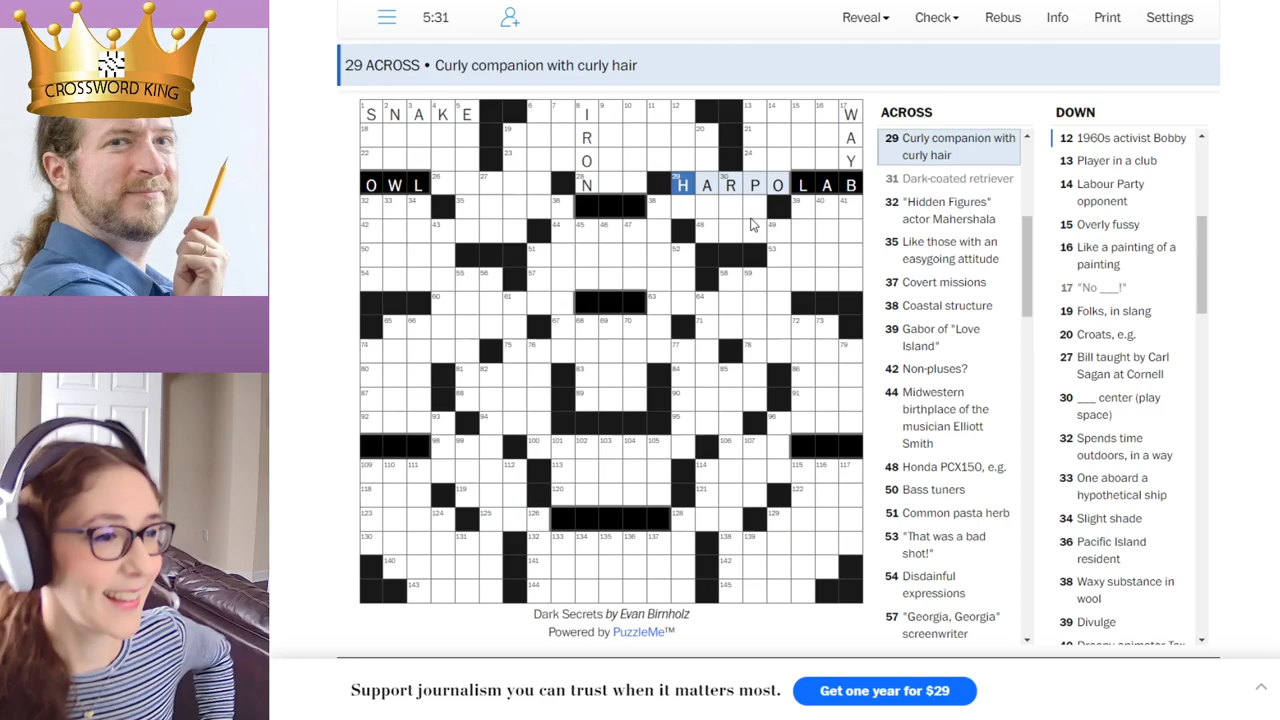 CROSSWORD KING
5:31
Reveal
Check
Rebus
Info
Print
Settings
29 ACROSS • Curly companion with curly hair
SNAKE
I
R
O
N
W
A
Y
OWL
HARPO
LAB
Dark Secrets by Evan Birnholz
Powered by PuzzleMe™
ACROSS
29 Curly companion with
curly hair
31 Dark-coated retriever
32 "Hidden Figures"
actor Mahershala
35 Like those with an
easygoing attitude
37 Covert missions
38 Coastal structure
39 Gabor of "Love
Island"
42 Non-pluses?
44 Midwestern
birthplace of the
musician Elliott
Smith
48 Honda PCX150, e.g.
50 Bass tuners
51 Common pasta herb
53 "That was a bad
shot!"
54 Disdainful
expressions
57 "Georgia, Georgia"
screenwriter
DOWN
12 1960s activist Bobby
13 Player in a club
14 Labour Party
opponent
15 Overly fussy
16 Like a painting of a
painting
17 "No ___!"
19 Folks, in slang
20 Croats, e.g.
27 Bill taught by Carl
Sagan at Cornell
30 ___ center (play
space)
32 Spends time
outdoors, in a way
33 One aboard a
hypothetical ship
34 Slight shade
36 Pacific Island
resident
38 Waxy substance in
wool
39 Divulge
Support journalism you can trust when it matters most.
Get one year for $29